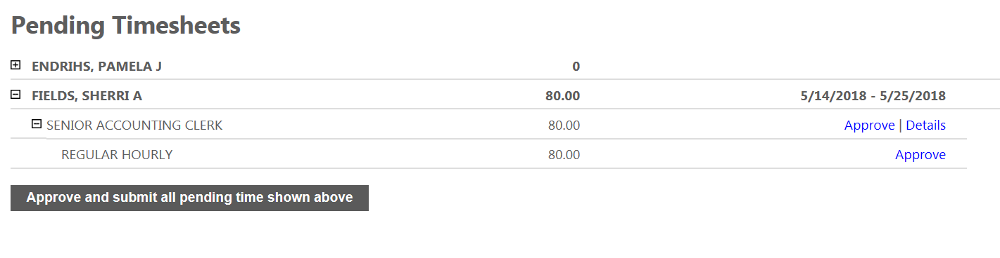 Pending Timesheets
ENDRIHS, PAMELA J 0
FIELDS, SHERRI A 80.00 5/14/2018 - 5/25/2018
SENIOR ACCOUNTING CLERK 80.00 Approve | Details
REGULAR HOURLY 80.00 Approve
Approve and submit all pending time shown above